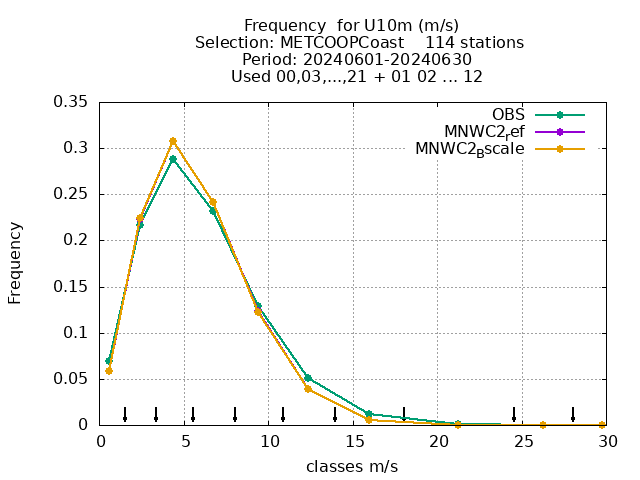 Frequency  for U10m (m/s)
Selection: METCOOPCoast    114 stations
Period: 20240601-20240630
Used 00,03,...,21 + 01 02 ... 12
0.35
0.3
0.25
0.2
0.15
0.1
0.05
0
Frequency
OBS
MNWC2ref
MNWC2Bscale
0 5 10 15 20 25 30
classes m/s